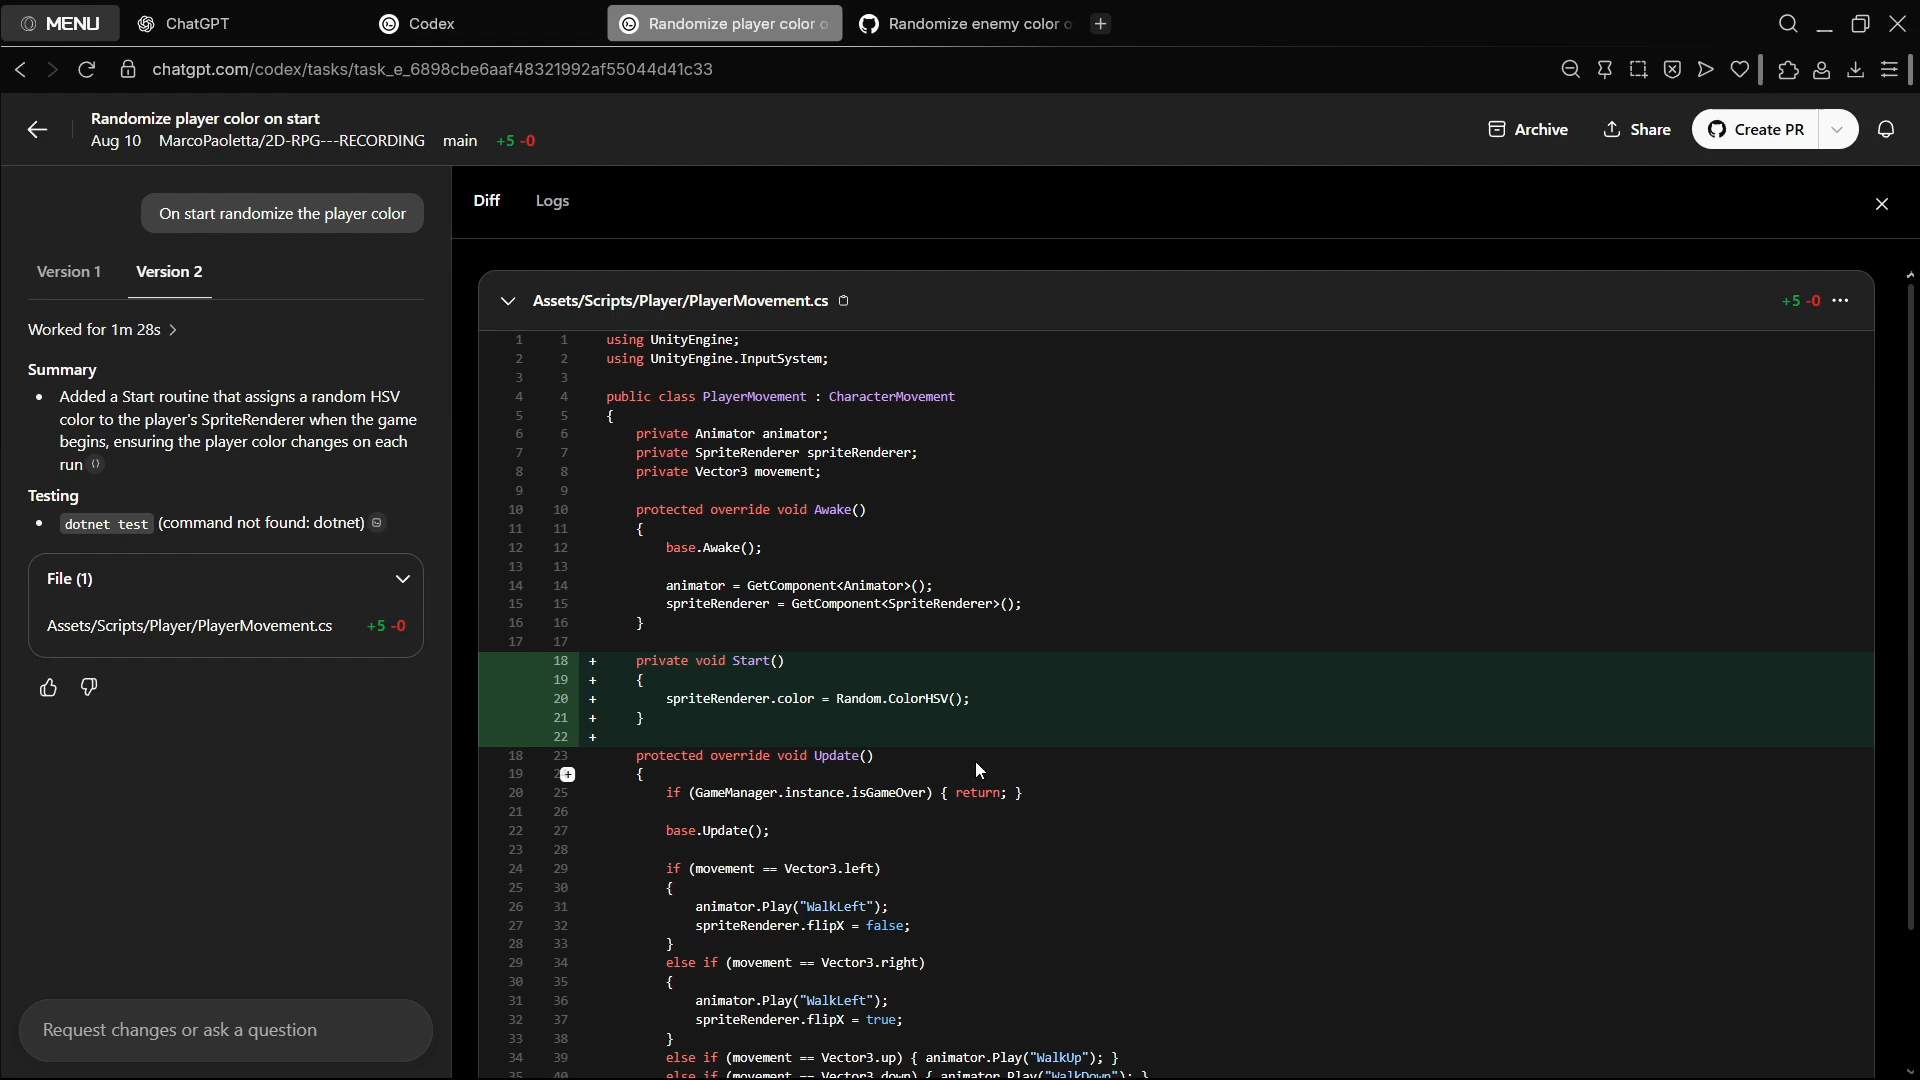 MENU
ChatGPT
Codex
Randomize player color o
Randomize enemy color o
chatgpt.com/codex/tasks/task_e_6898cbe6aaf48321992af55044d41c33
Randomize player color on start
Aug 10 MarcoPaoletta/2D-RPG---RECORDING main +5 -0
Archive
Share
Create PR
On start randomize the player color
Version 1
Version 2
Worked for 1m 28s
Summary
Added a Start routine that assigns a random HSV
color to the player's SpriteRenderer when the game
begins, ensuring the player color changes on each
run
Testing
dotnet test (command not found: dotnet)
File (1)
Assets/Scripts/Player/PlayerMovement.cs +5 -0
Request changes or ask a question
Diff
Logs
Assets/Scripts/Player/PlayerMovement.cs
+5 -0
1 1 using UnityEngine;
2 2 using UnityEngine.InputSystem;
3 3
4 4 public class PlayerMovement : CharacterMovement
5 5 {
6 6 private Animator animator;
7 7 private SpriteRenderer spriteRenderer;
8 8 private Vector3 movement;
9 9
10 10 protected override void Awake()
11 11 {
12 12 base.Awake();
13 13
14 14 animator = GetComponent<Animator>();
15 15 spriteRenderer = GetComponent<SpriteRenderer>();
16 16 }
17 17
18 + private void Start()
19 + {
20 + spriteRenderer.color = Random.ColorHSV();
21 + }
22 +
18 23 protected override void Update()
19 {
20 25 if (GameManager.instance.isGameOver) { return; }
21 26
22 27 base.Update();
23 28
24 29 if (movement == Vector3.left)
25 30 {
26 31 animator.Play("WalkLeft");
27 32 spriteRenderer.flipX = false;
28 33 }
29 34 else if (movement == Vector3.right)
30 35 {
31 36 animator.Play("WalkLeft");
32 37 spriteRenderer.flipX = true;
33 38 }
34 39 else if (movement == Vector3.up) { animator.Play("WalkUp"); }
35 40 else if (movement == Vector3.down) { animator.Play("WalkDown"); }